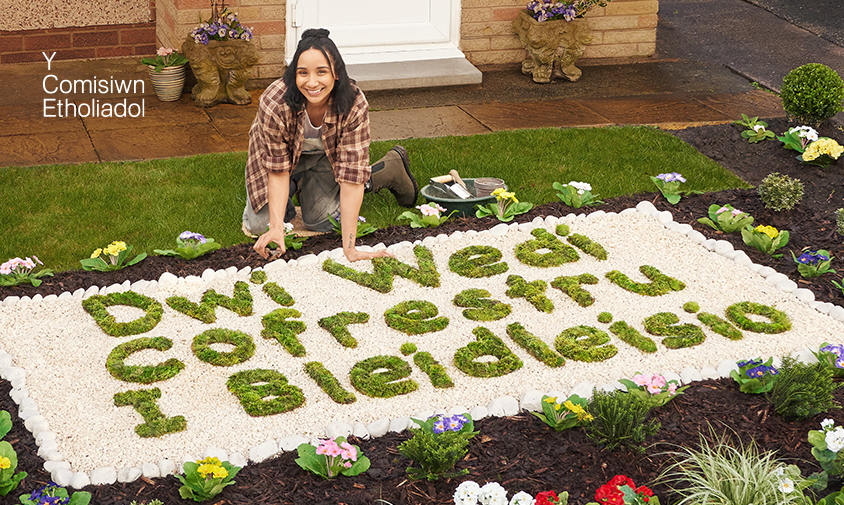 Y
Comisiwn
Etholiadol
Dwi Wedi
Cofrestru
I Bleidleisio